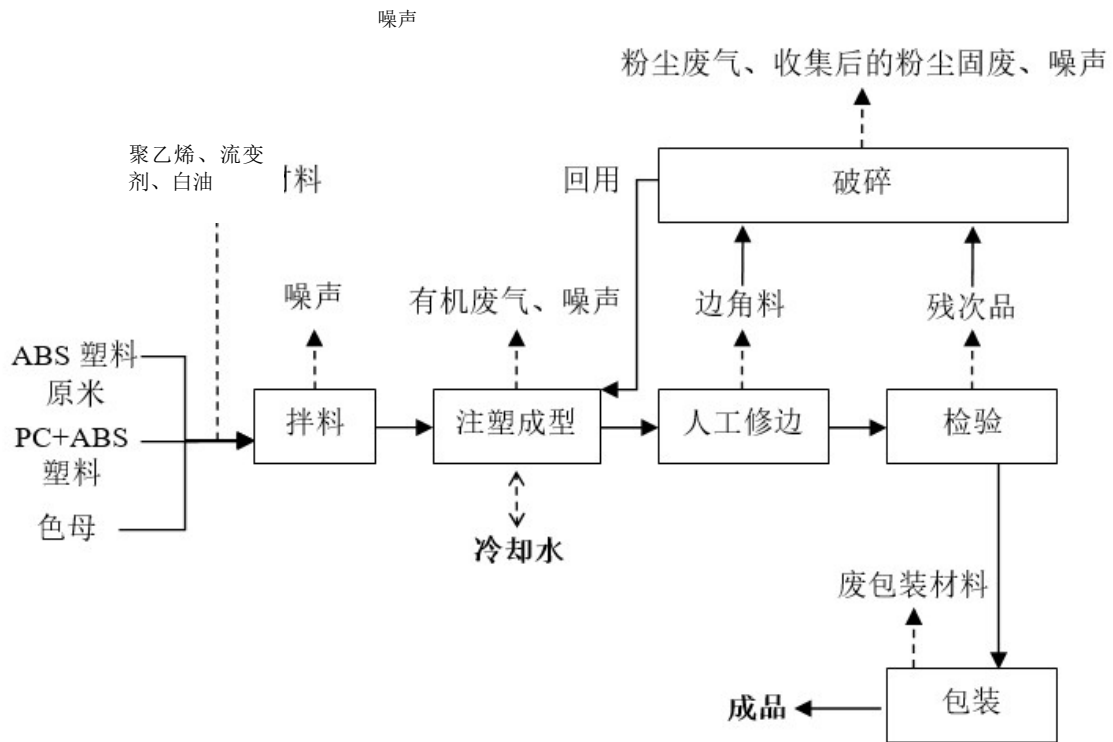 噪声
粉尘废气、收集后的粉尘固废、噪声
聚乙烯、流变
剂、白油
材料
回用
破碎
噪声
有机废气、噪声
边角料
残次品
ABS 塑料
原米
PC+ABS
塑料
色母
拌料
注塑成型
人工修边
检验
冷却水
废包装材料
成品
包装